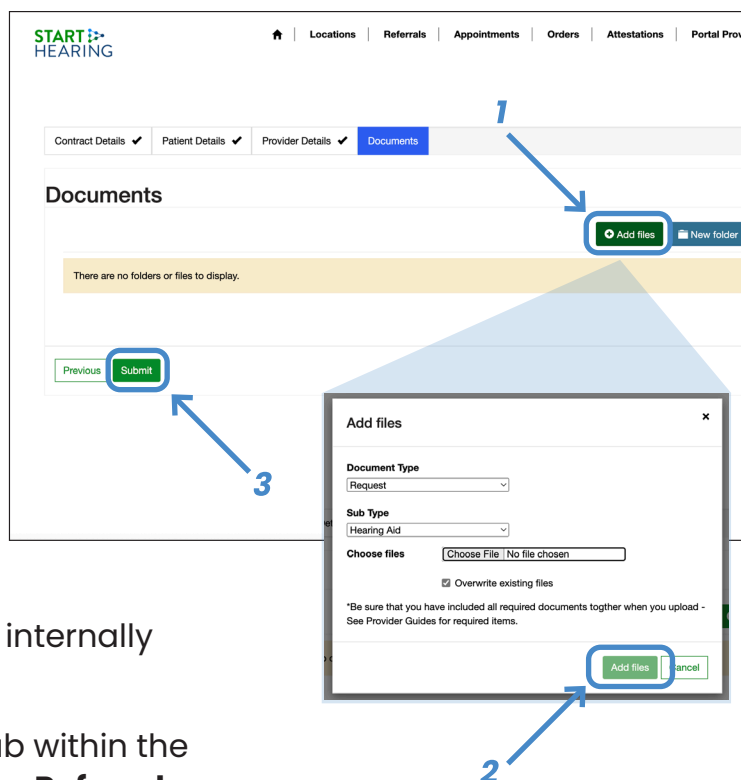 START
HEARING
Locations
Referrals
Appointments
Orders
Attestations
Portal
Contract Details
Patient Details
Provider Details
Documents
1
Documents
Add files
New folder
There are no folders or files to display.
Previous
Submit
3
Add files
×
Document Type
Request
Sub Type
Hearing Aid
Choose files
Choose File
No file chosen
Overwrite existing files
*Be sure that you have included all required documents togther when you upload -
See Provider Guides for required items.
Add files
Cancel
2
internally
within the